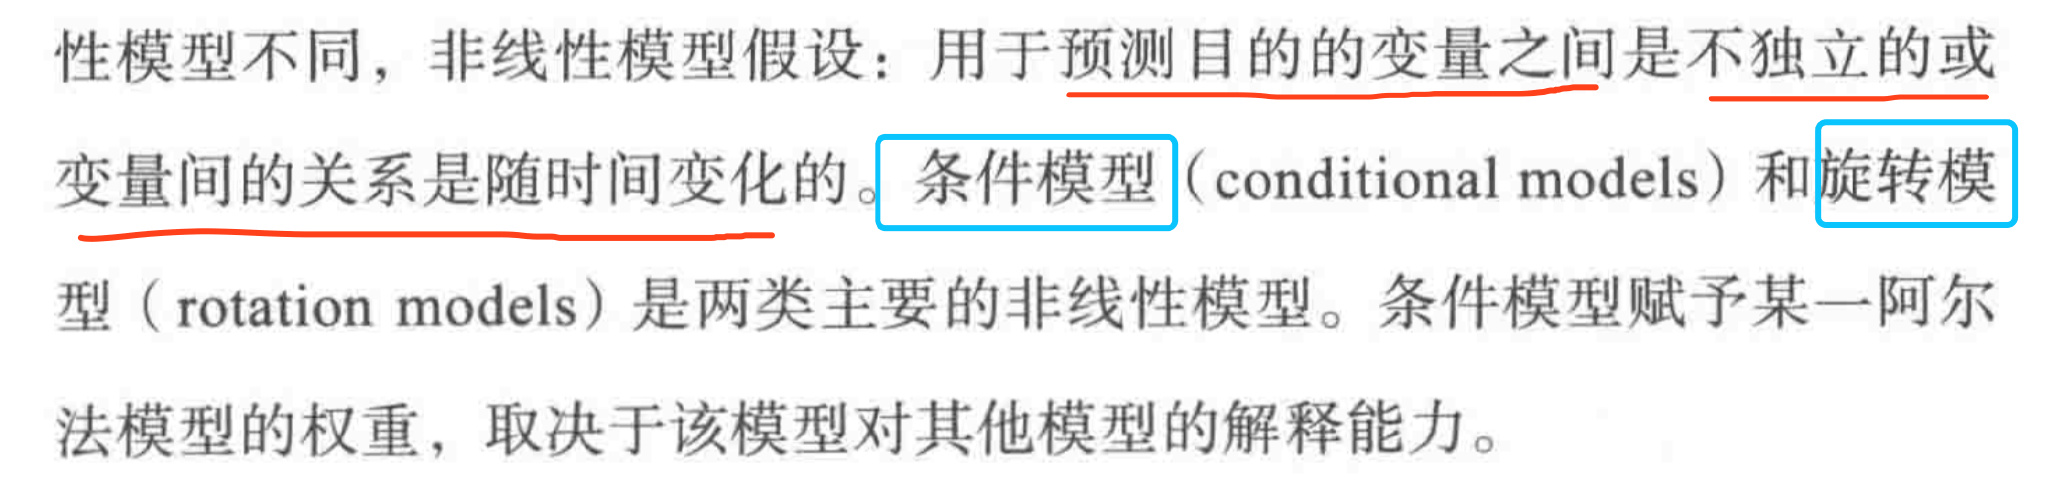 性模型不同，非线性模型假设：用于预测目的的变量之间是不独立的或
变量间的关系是随时间变化的。条件模型（conditional models）和旋转模
型（rotation models）是两类主要的非线性模型。条件模型赋予某一阿尔
法模型的权重，取决于该模型对其他模型的解释能力。